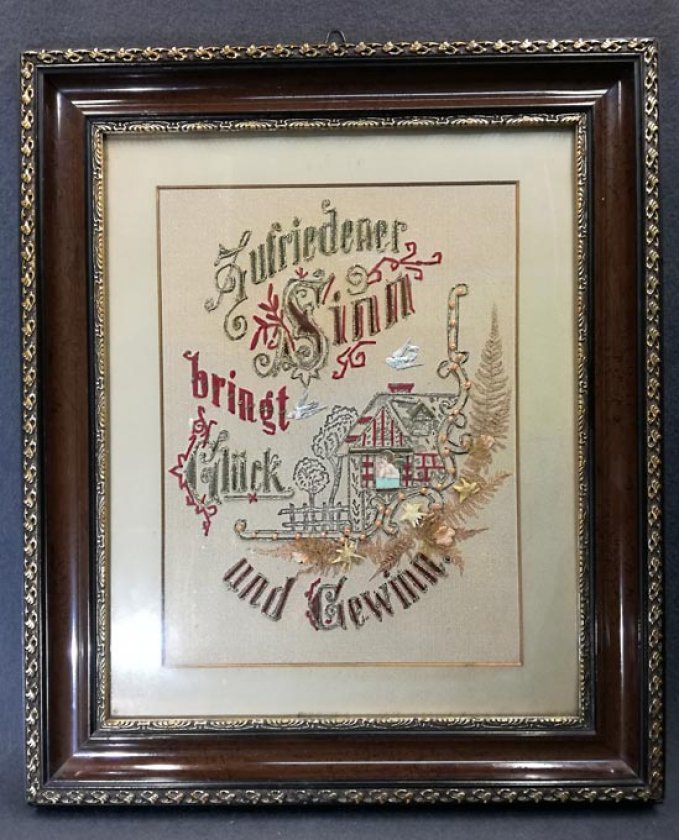 Zufriedener
Sinn
bringt
Glück
und Gewinn.